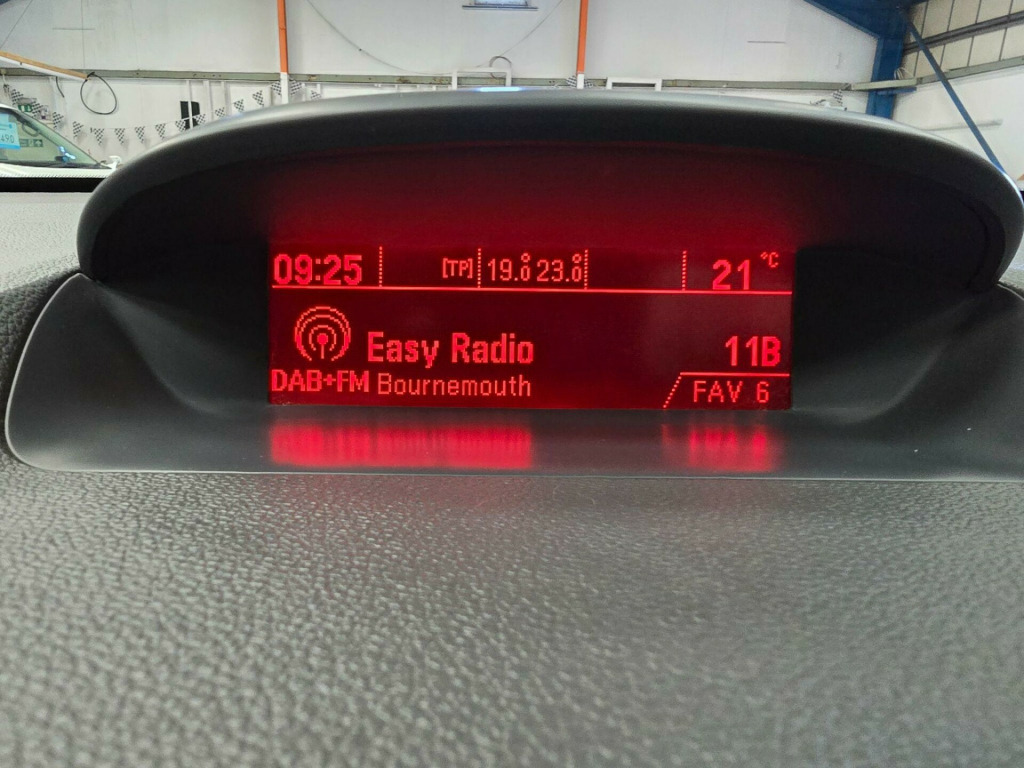 09:25 [TP] 19.0° 23.0° 21 °C
Easy Radio 11B
DAB+FM Bournemouth FAV 6